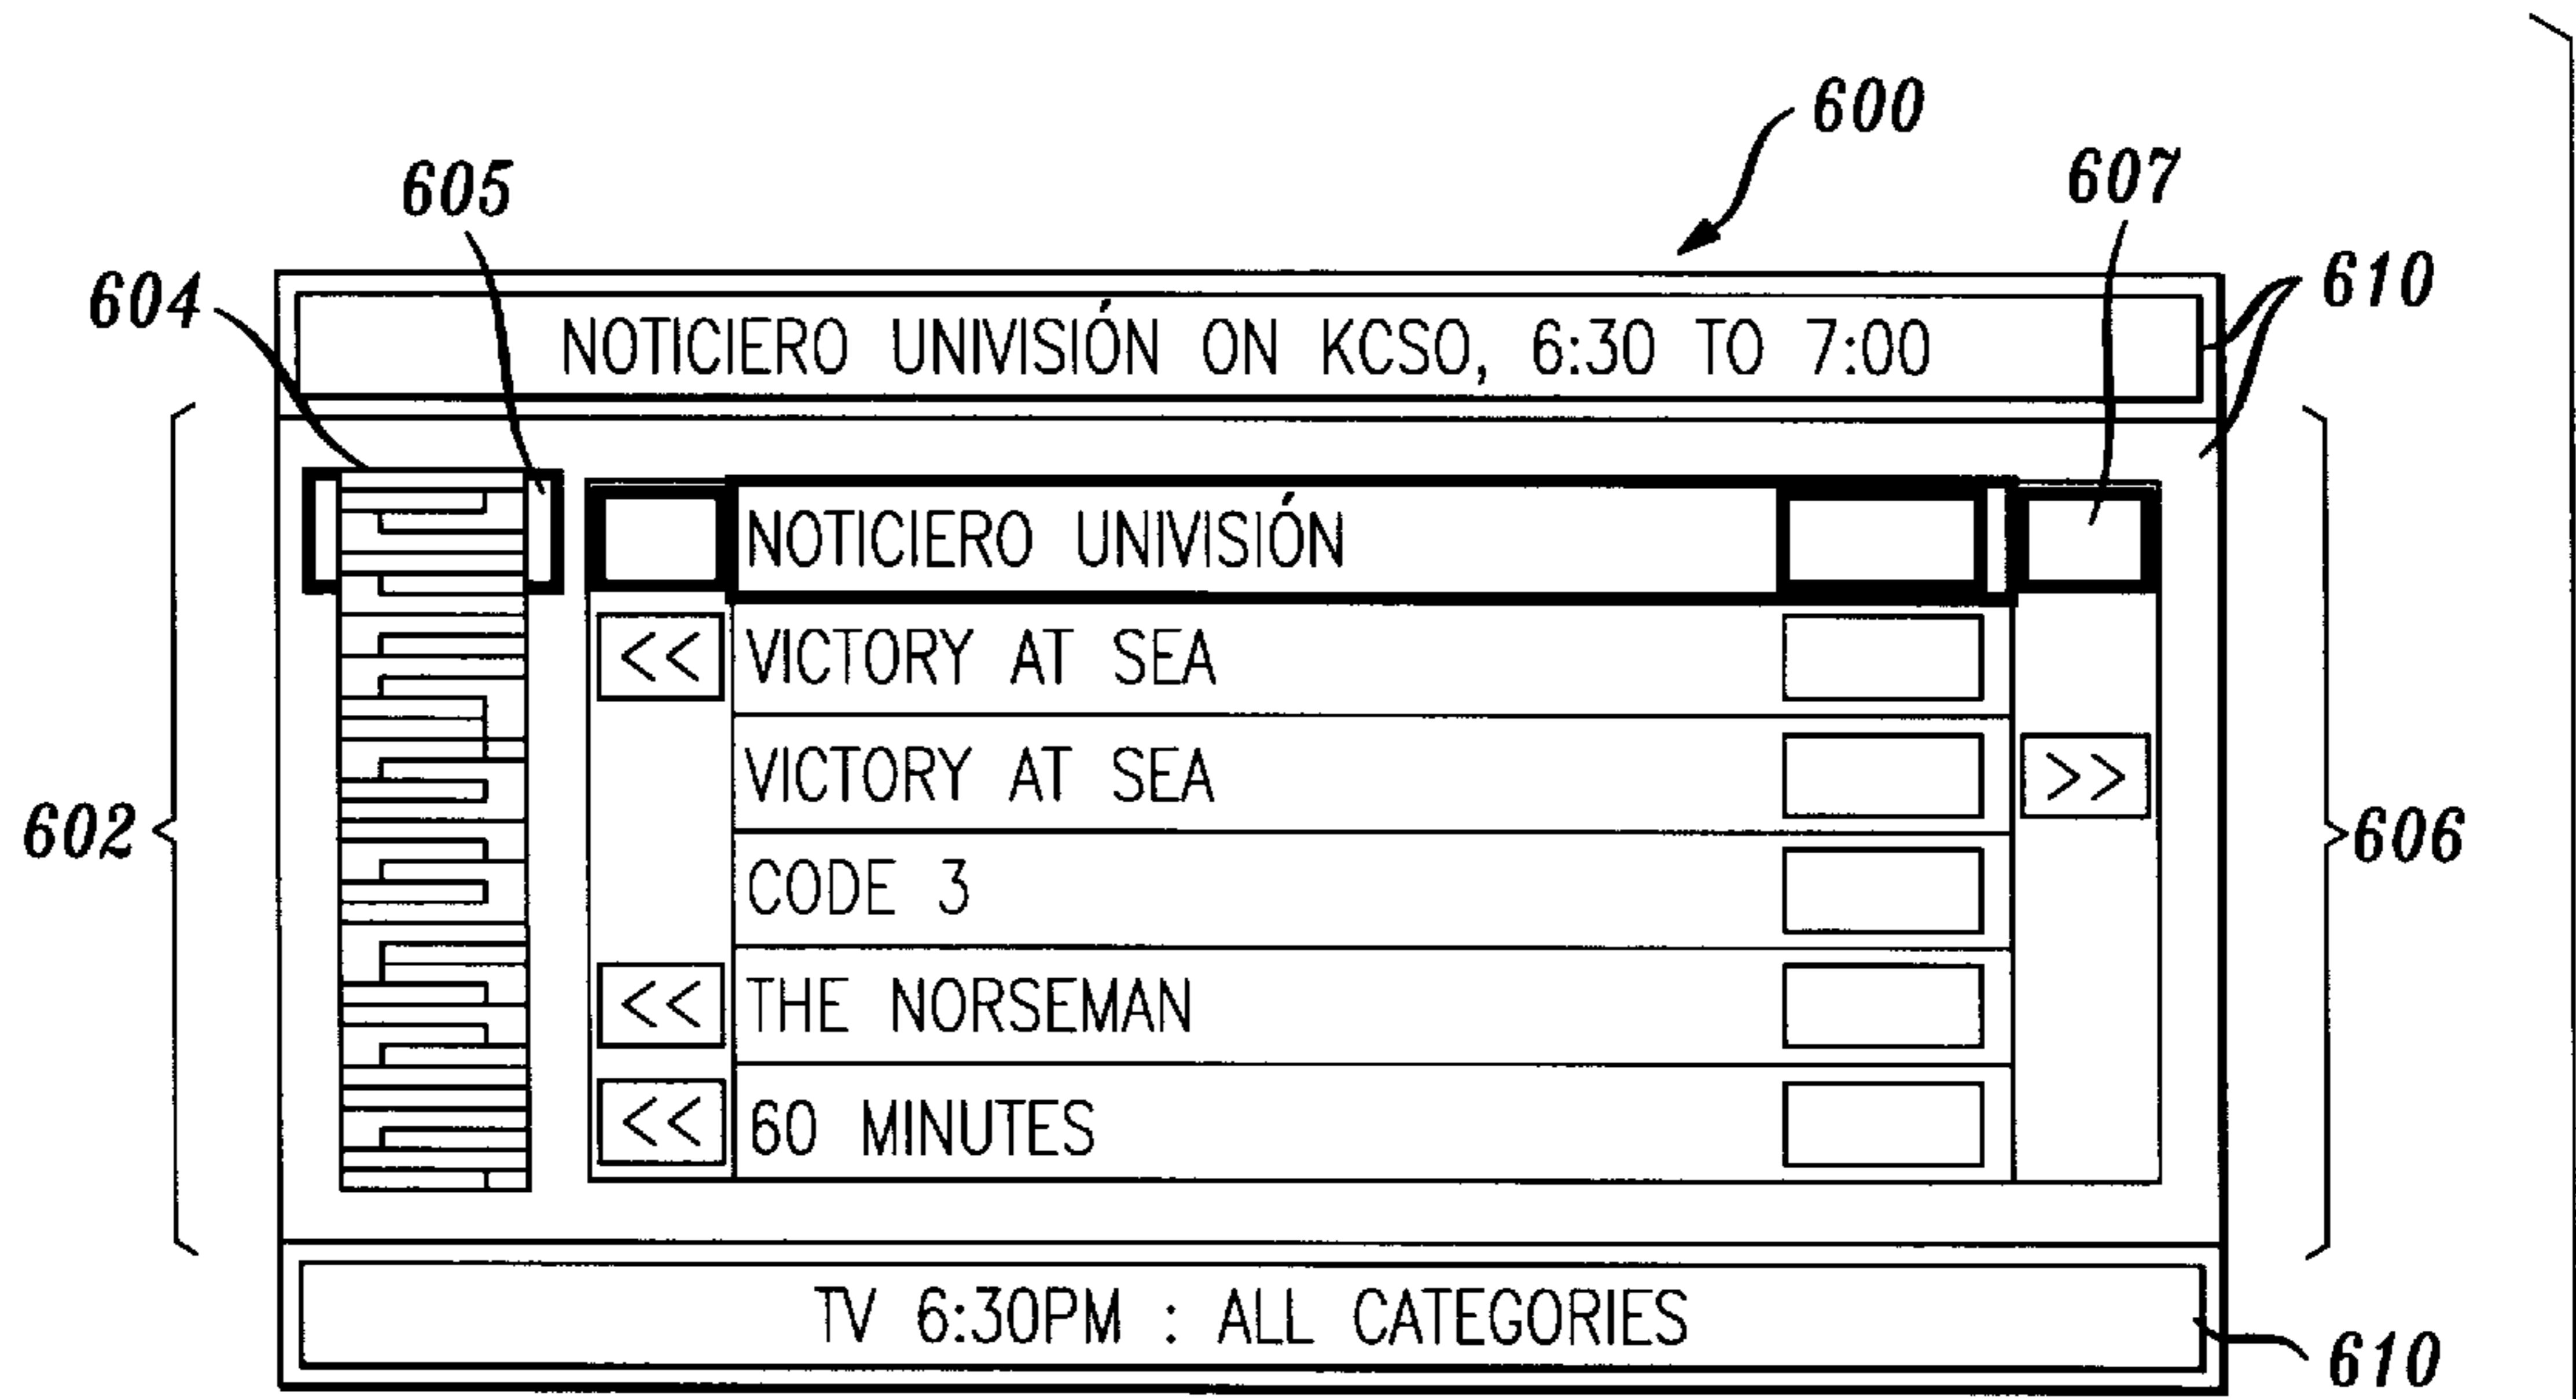 600
605
607
604
610
NOTICIERO UNIVISIÓN ON KCSO, 6:30 TO 7:00
NOTICIERO UNIVISIÓN
<< VICTORY AT SEA
VICTORY AT SEA >>
602
606
CODE 3
<< THE NORSEMAN
<< 60 MINUTES
TV 6:30PM : ALL CATEGORIES
610